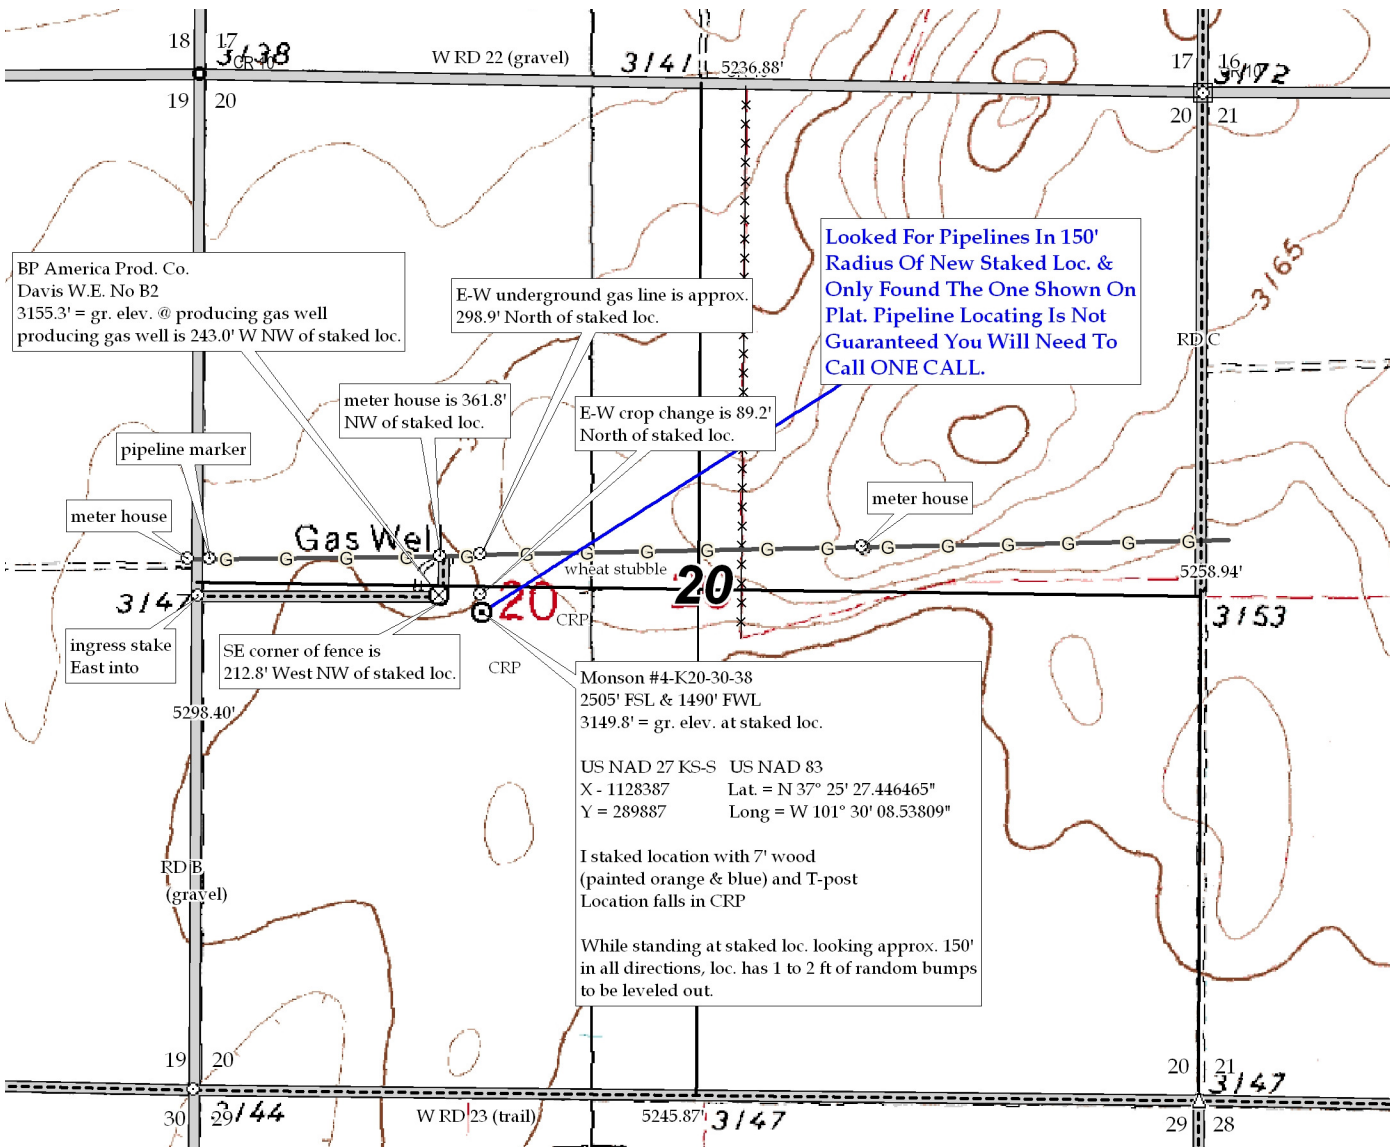 18 17
3138
CR 10
W RD 22 (gravel)
3141
5236.88'
17 16
3172
19 20
20 21
BP America Prod. Co.
Davis W.E. No B2
3155.3' = gr. elev. @ producing gas well
producing gas well is 243.0' W NW of staked loc.
E-W underground gas line is approx.
298.9' North of staked loc.
Looked For Pipelines In 150'
Radius Of New Staked Loc. &
Only Found The One Shown On
Plat. Pipeline Locating Is Not
Guaranteed You Will Need To
Call ONE CALL.
3165
RD C
meter house is 361.8'
NW of staked loc.
E-W crop change is 89.2'
North of staked loc.
pipeline marker
meter house
meter house
Gas Well
G G G G G G G G G G G G G G G G G
wheat stubble
20
20
5258.94'
3147
3153
CRP
CRP
ingress stake
East into
SE corner of fence is
212.8' West NW of staked loc.
5298.40'
Monson #4-K20-30-38
2505' FSL & 1490' FWL
3149.8' = gr. elev. at staked loc.
US NAD 27 KS-S US NAD 83
X - 1128387 Lat. = N 37° 25' 27.446465"
Y = 289887 Long = W 101° 30' 08.53809"
I staked location with 7' wood
(painted orange & blue) and T-post
Location falls in CRP
While standing at staked loc. looking approx. 150'
in all directions, loc. has 1 to 2 ft of random bumps
to be leveled out.
RD B
(gravel)
19 20
20 21
3147
30 29
3144
W RD 23 (trail)
5245.87'
3147
29 28